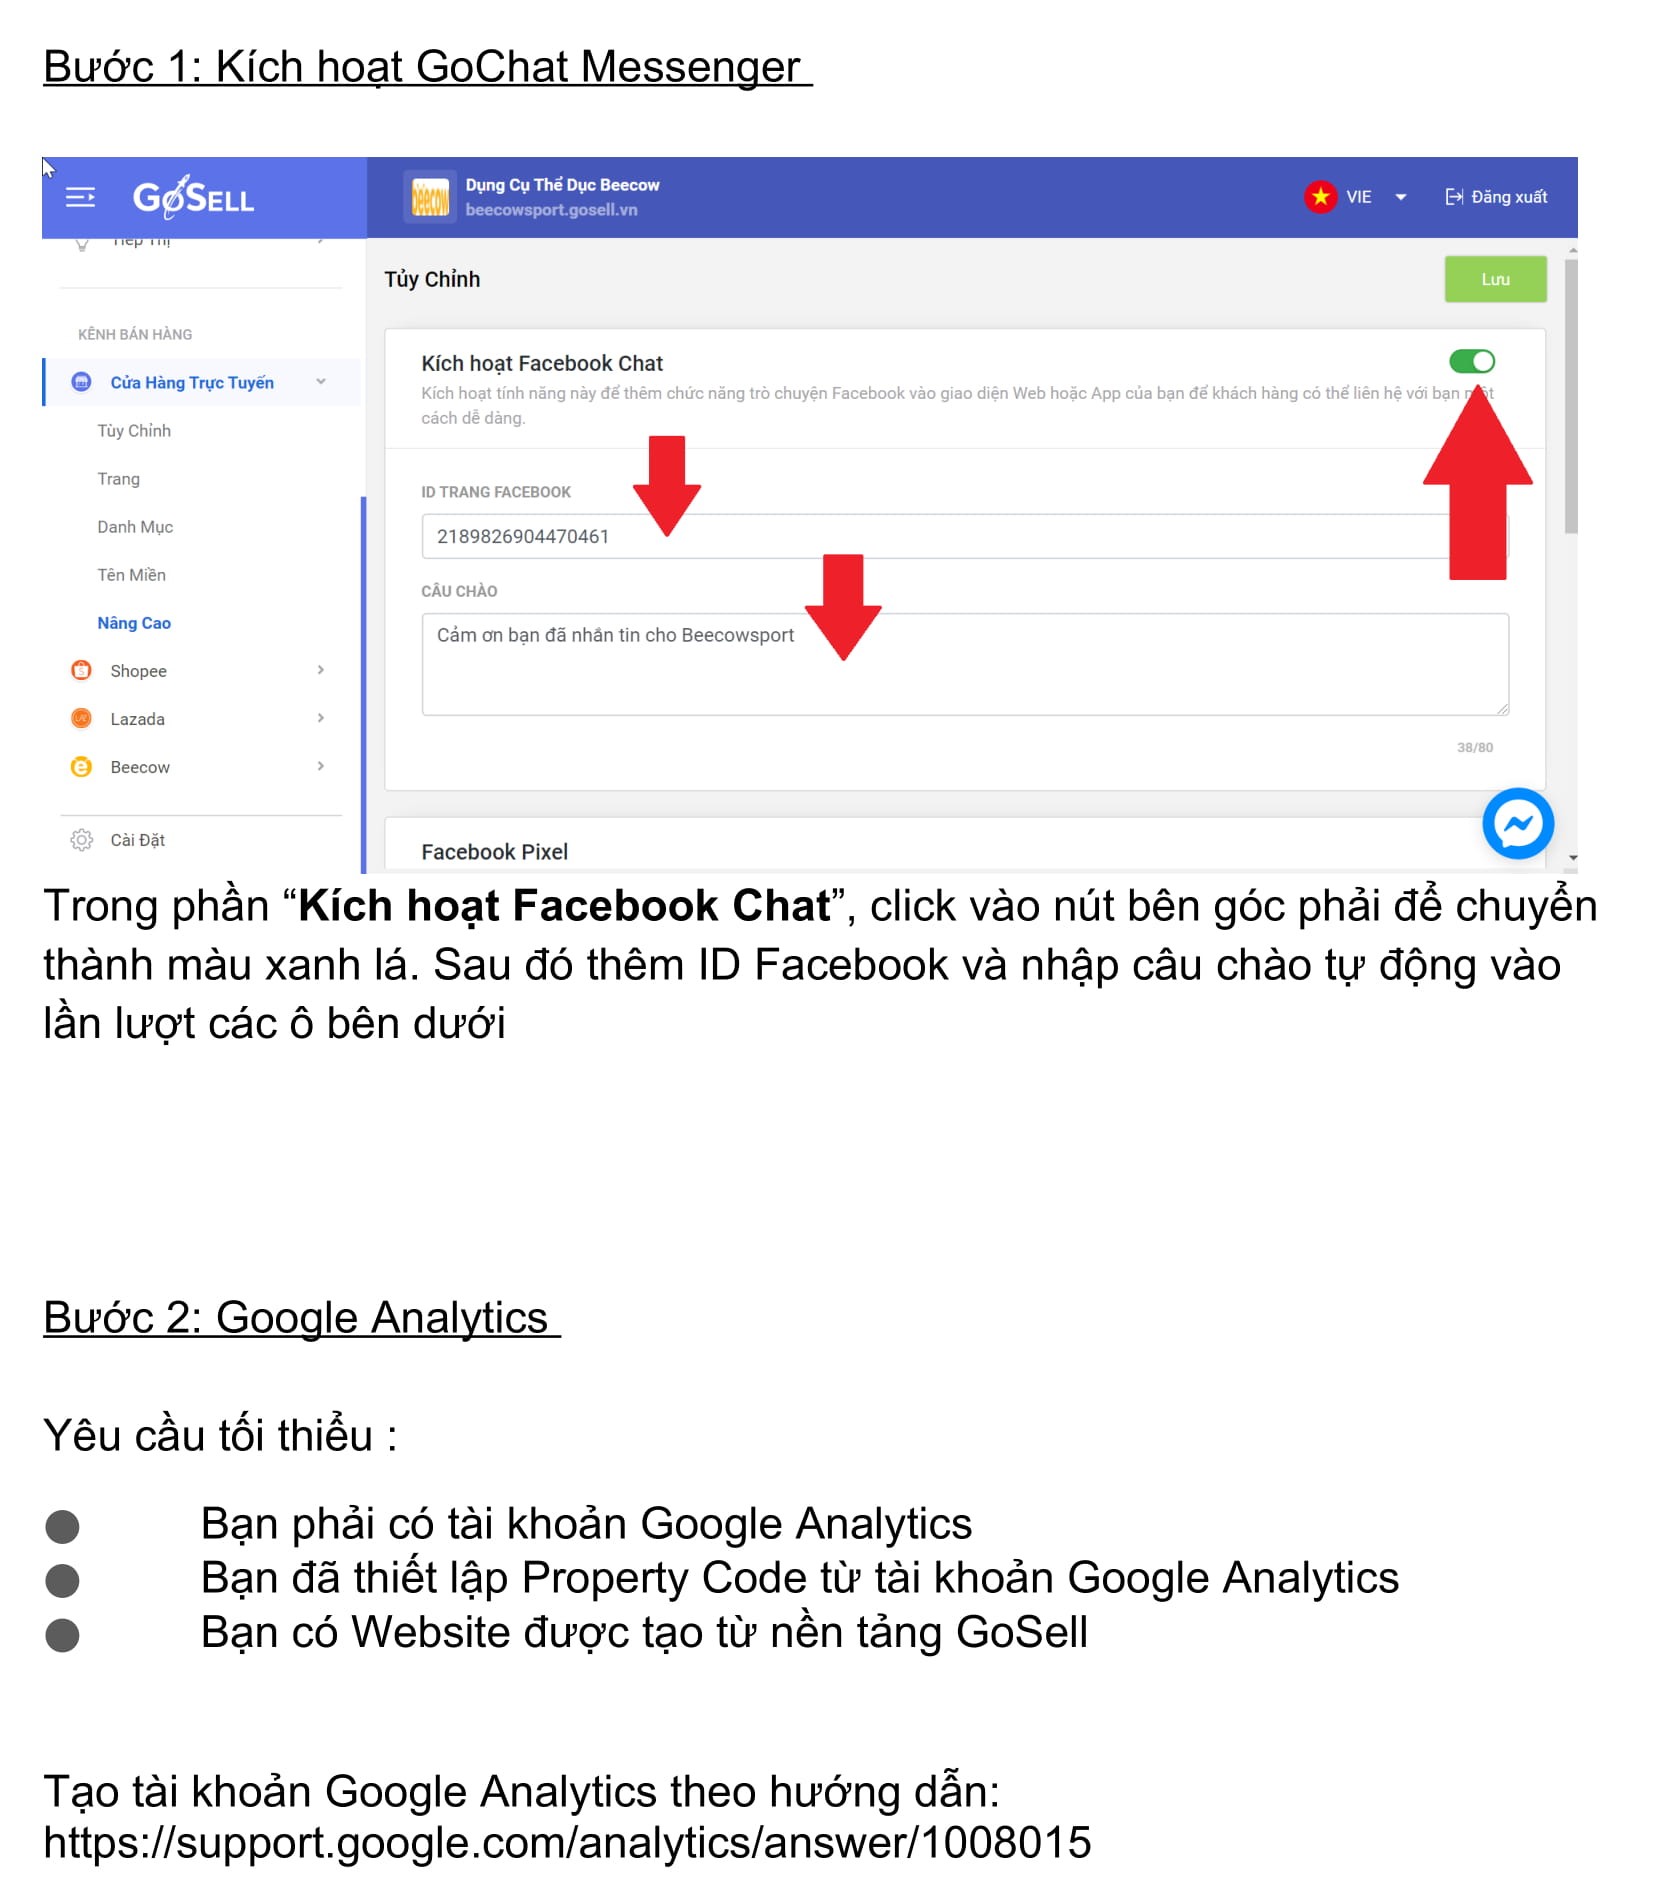 Bước 1: Kích hoạt GoChat Messenger
GoSELL
Dụng Cụ Thể Dục Beecow
beecowsport.gosell.vn
VIE
Đăng xuất
Tiếp Thị
KÊNH BÁN HÀNG
Cửa Hàng Trực Tuyến
Tùy Chỉnh
Trang
Danh Mục
Tên Miền
Nâng Cao
Shopee
Lazada
Beecow
Cài Đặt
Tủy Chỉnh
Lưu
Kích hoạt Facebook Chat
Kích hoạt tính năng này để thêm chức năng trò chuyện Facebook vào giao diện Web hoặc App của bạn để khách hàng có thể liên hệ với bạn một
cách dễ dàng.
ID TRANG FACEBOOK
2189826904470461
CÂU CHÀO
Cảm ơn bạn đã nhắn tin cho Beecowsport
38/80
Facebook Pixel
Trong phần “Kích hoạt Facebook Chat”, click vào nút bên góc phải để chuyển
thành màu xanh lá. Sau đó thêm ID Facebook và nhập câu chào tự động vào
lần lượt các ô bên dưới
Bước 2: Google Analytics
Yêu cầu tối thiểu :
● Bạn phải có tài khoản Google Analytics
● Bạn đã thiết lập Property Code từ tài khoản Google Analytics
● Bạn có Website được tạo từ nền tảng GoSell
Tạo tài khoản Google Analytics theo hướng dẫn:
https://support.google.com/analytics/answer/1008015